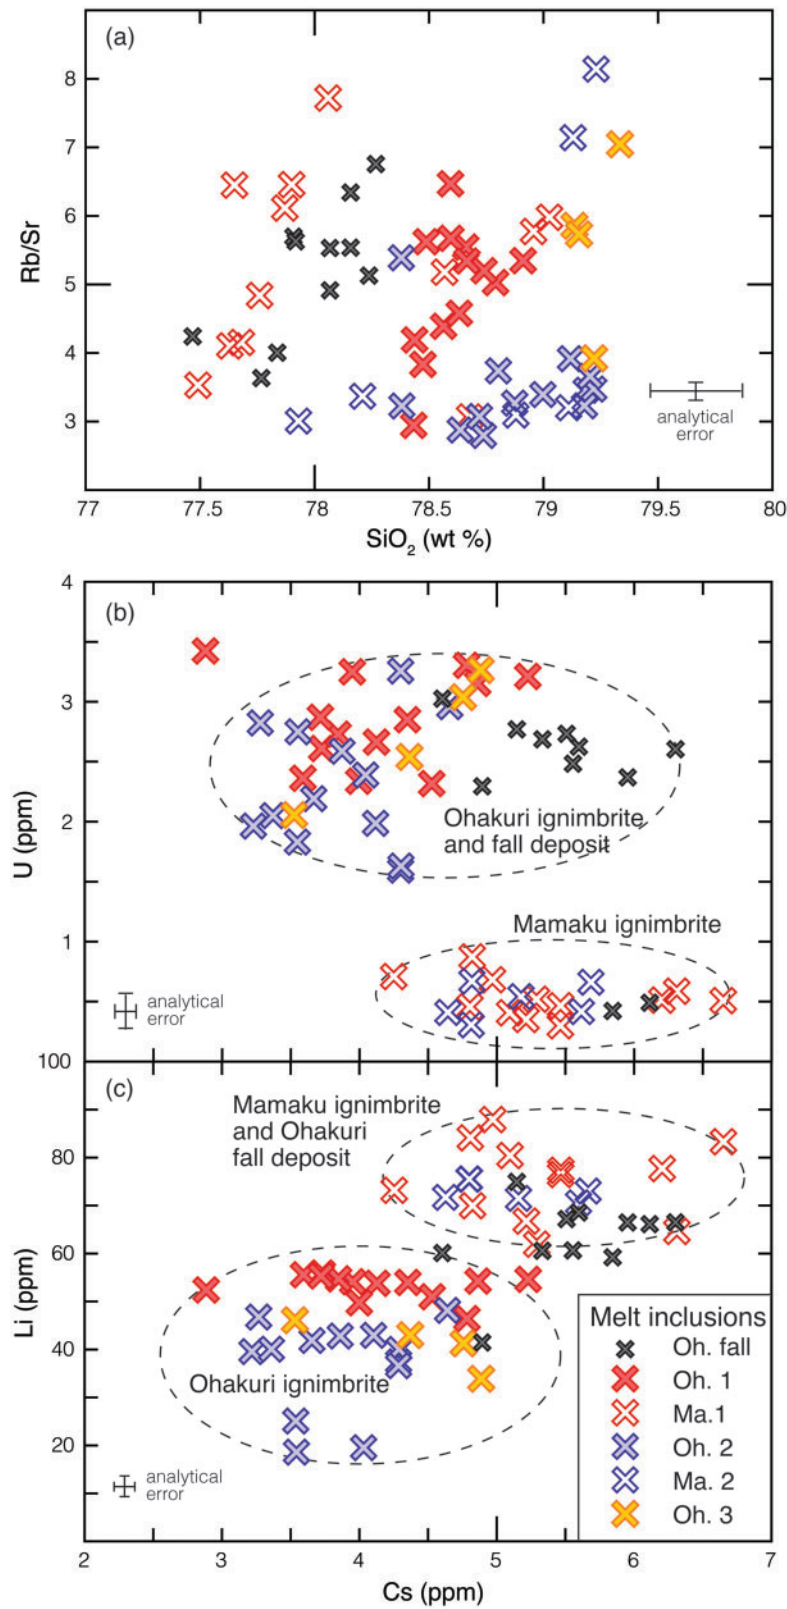 (a)
8
7
6
5
4
3
Rb/Sr
analytical
error
77
77.5
78
78.5
79
79.5
80
SiO₂ (wt %)
4
(b)
3
2
1
U (ppm)
Ohakuri ignimbrite
and fall deposit
Mamaku ignimbrite
analytical
error
100
(c)
Mamaku ignimbrite
and Ohakuri
fall deposit
80
60
40
20
Li (ppm)
Ohakuri ignimbrite
analytical
error
Melt inclusions
Oh. fall
Oh. 1
Ma.1
Oh. 2
Ma. 2
Oh. 3
2
3
4
5
6
7
Cs (ppm)